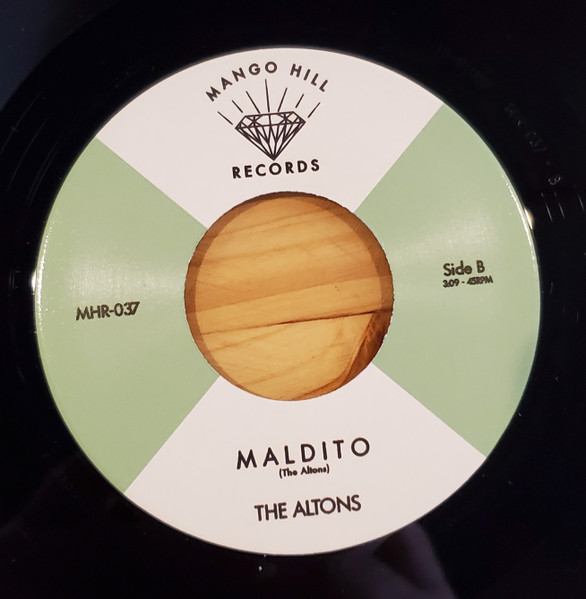 MANGO HILL
RECORDS
MHR-037
Side B
3:09 - 45RPM
MALDITO
(The Altons)
THE ALTONS